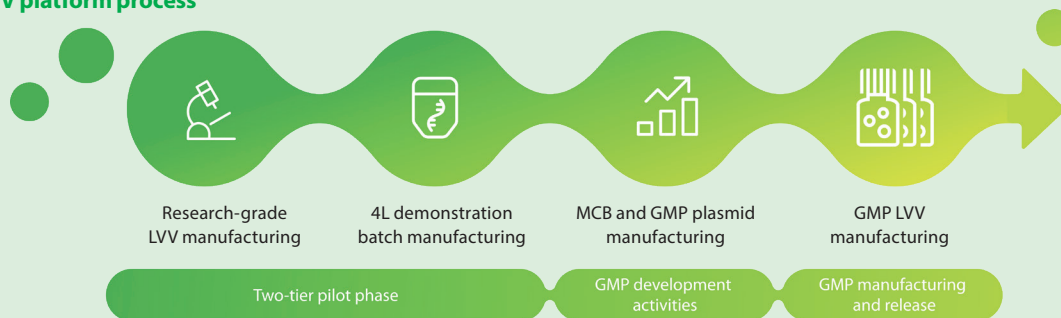 V platform process
Research-grade
LVV manufacturing
4L demonstration
batch manufacturing
MCB and GMP plasmid
manufacturing
GMP LVV
manufacturing
Two-tier pilot phase
GMP development
activities
GMP manufacturing
and release